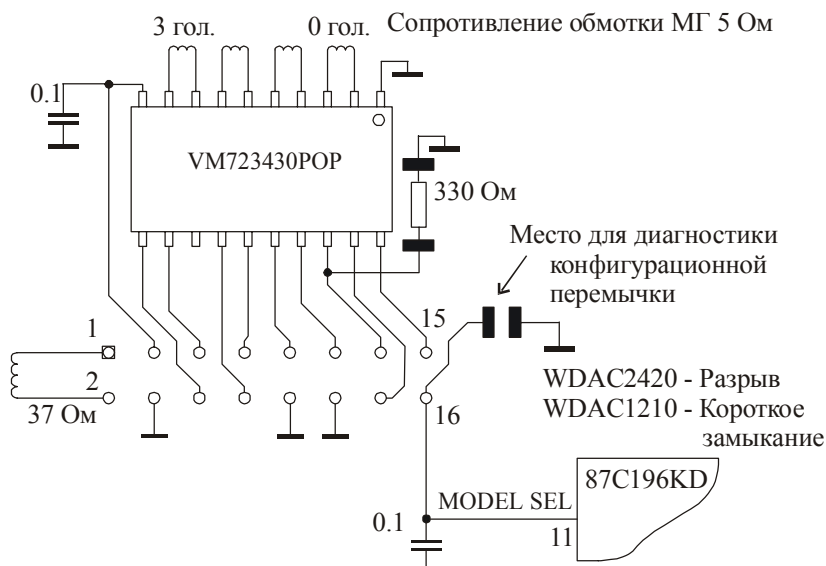 3 гол.
0 гол.
Сопротивление обмотки МГ 5 Ом
0.1
VM723430POP
330 Ом
Место для диагностики
конфигурационной
перемычки
15
1
2
16
37 Ом
WDAC2420 - Разрыв
WDAC1210 - Короткое
замыкание
87C196KD
MODEL SEL
11
0.1